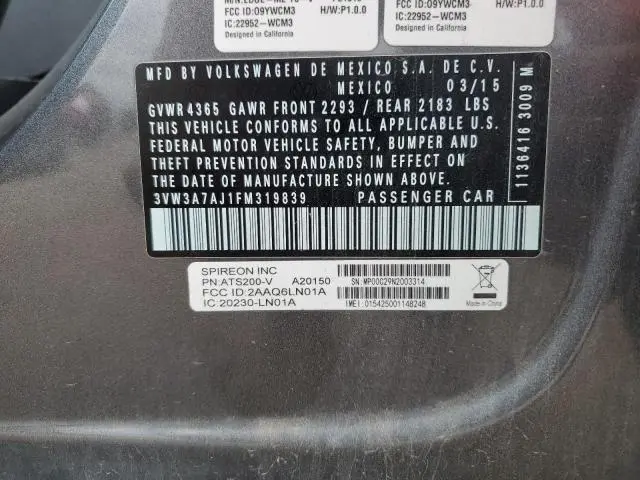 FCC ID:O9YWCM3 H/W:P1.0.0
IC:22952-WCM3
Designed in California
FCC ID:O9YWCM3 H/W:P1.0.0
IC:22952-WCM3
Designed in California
MFD BY VOLKSWAGEN DE MEXICO S.A. DE C.V.
MEXICO 03/15
GVWR 4365 GAWR FRONT 2293 / REAR 2183 LBS
THIS VEHICLE CONFORMS TO ALL APPLICABLE U.S.
FEDERAL MOTOR VEHICLE SAFETY, BUMPER AND
THEFT PREVENTION STANDARDS IN EFFECT ON
THE DATE OF MANUFACTURE SHOWN ABOVE.
3VW3A7AJ1FM319839 PASSENGER CAR
1136416 3009 M
SPIREON INC
PN:ATS200-V A20150
FCC ID:2AAQ6LN01A
IC:20230-LN01A
SN:MP00C29N2003314
IMEI:015425001148248